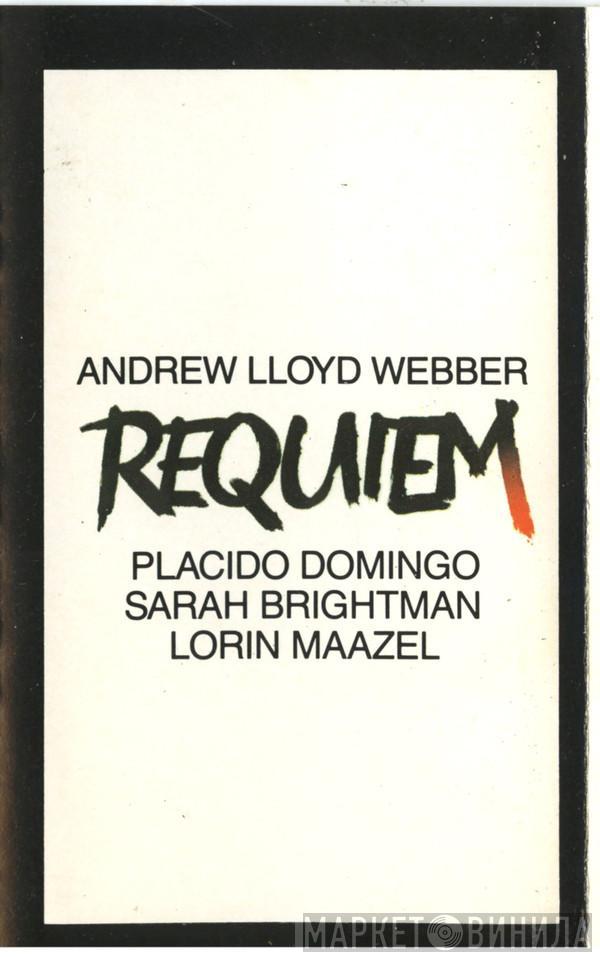 ANDREW LLOYD WEBBER
REQUIEM
PLACIDO DOMINGO
SARAH BRIGHTMAN
LORIN MAAZEL
МАРКЕТ ВИНИЛА